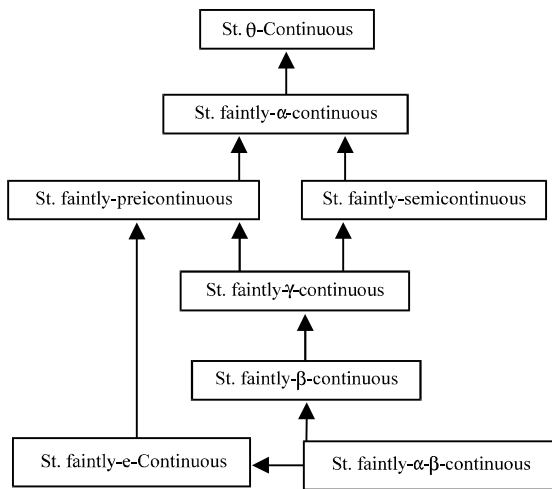 St. θ-Continuous
St. faintly-α-continuous
St. faintly-preicontinuous
St. faintly-semicontinuous
St. faintly-γ-continuous
St. faintly-β-continuous
St. faintly-e-Continuous
St. faintly-α-β-continuous